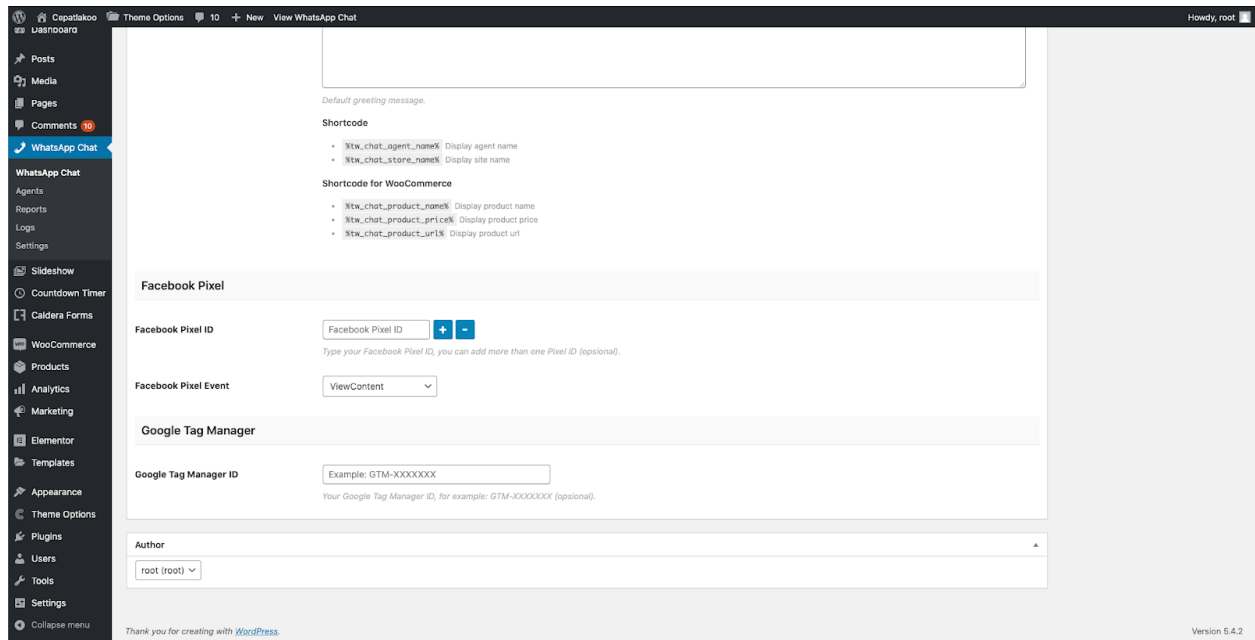 Cepatlakoo Theme Options 10 + New View WhatsApp Chat Howdy, root
Dashboard
Posts
Media
Pages
Comments 10
WhatsApp Chat
WhatsApp Chat
Agents
Reports
Logs
Settings
Slideshow
Countdown Timer
Caldera Forms
WooCommerce
Products
Analytics
Marketing
Elementor
Templates
Appearance
Theme Options
Plugins
Users
Tools
Settings
Collapse menu
Default greeting message.
Shortcode
%tw_chat_agent_name% Display agent name
%tw_chat_store_name% Display site name
Shortcode for WooCommerce
%tw_chat_product_name% Display product name
%tw_chat_product_price% Display product price
%tw_chat_product_url% Display product url
Facebook Pixel
Facebook Pixel ID Facebook Pixel ID + -
Type your Facebook Pixel ID, you can add more than one Pixel ID (opsional).
Facebook Pixel Event ViewContent
Google Tag Manager
Google Tag Manager ID Example: GTM-XXXXXXX
Your Google Tag Manager ID, for example: GTM-XXXXXXX (opsional).
Author
root (root)
Thank you for creating with WordPress. Version 5.4.2